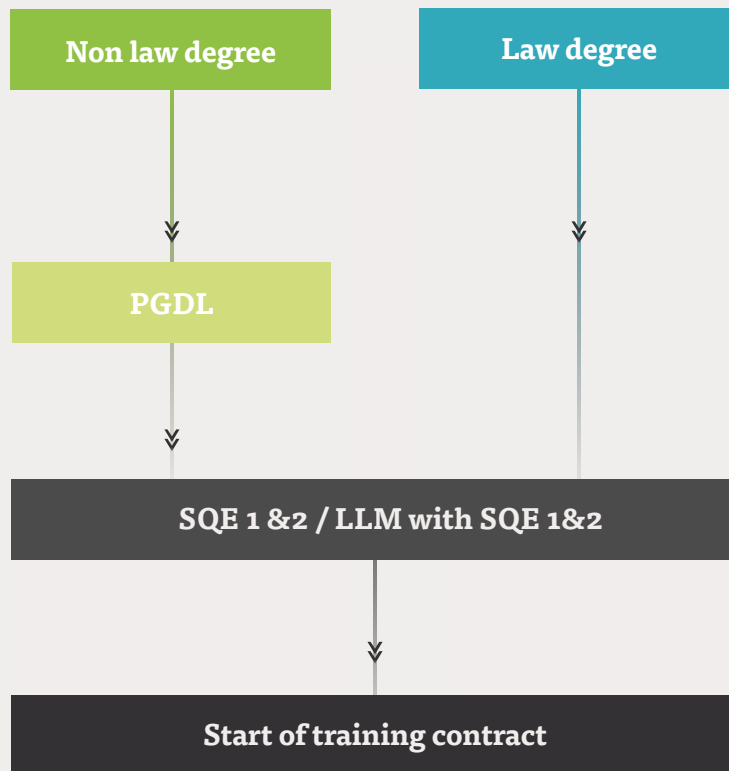 Non law degree
Law degree
PGDL
SQE 1 &2 / LLM with SQE 1&2
Start of training contract